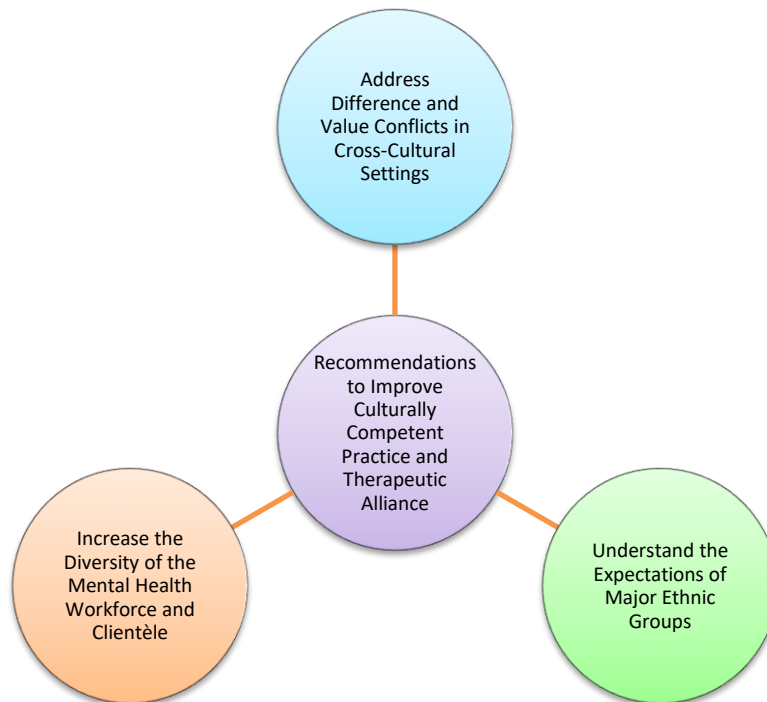 Address
Difference and
Value Conflicts in
Cross-Cultural
Settings
Recommendations
to Improve
Culturally
Competent
Practice and
Therapeutic
Alliance
Increase the
Diversity of the
Mental Health
Workforce and
Clientèle
Understand the
Expectations of
Major Ethnic
Groups